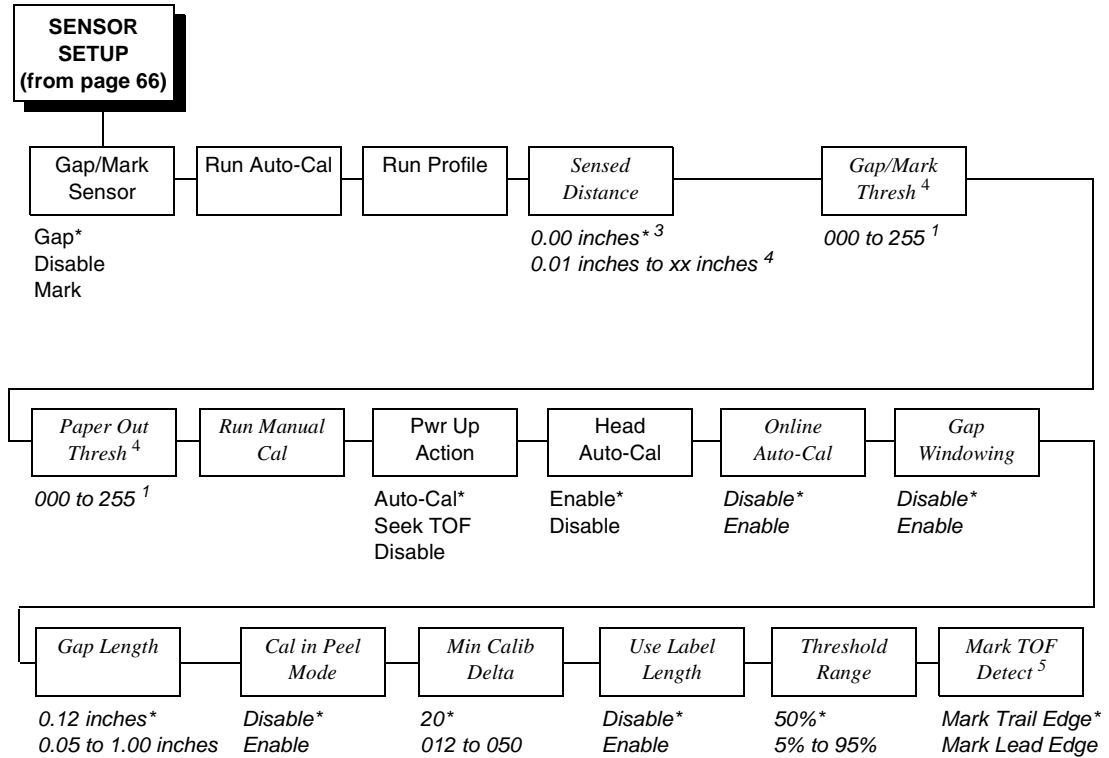 SENSOR
SETUP
(from page 66)
Gap/Mark
Sensor
Gap*
Disable
Mark
Run Auto-Cal
Run Profile
Sensed
Distance
0.00 inches* 3
0.01 inches to xx inches 4
Gap/Mark
Thresh 4
000 to 255 1
Paper Out
Thresh 4
000 to 255 1
Run Manual
Cal
Pwr Up
Action
Auto-Cal*
Seek TOF
Disable
Head
Auto-Cal
Enable*
Disable
Online
Auto-Cal
Disable*
Enable
Gap
Windowing
Disable*
Enable
Gap Length
0.12 inches*
0.05 to 1.00 inches
Cal in Peel
Mode
Disable*
Enable
Min Calib
Delta
20*
012 to 050
Use Label
Length
Disable*
Enable
Threshold
Range
50%*
5% to 95%
Mark TOF
Detect 5
Mark Trail Edge*
Mark Lead Edge